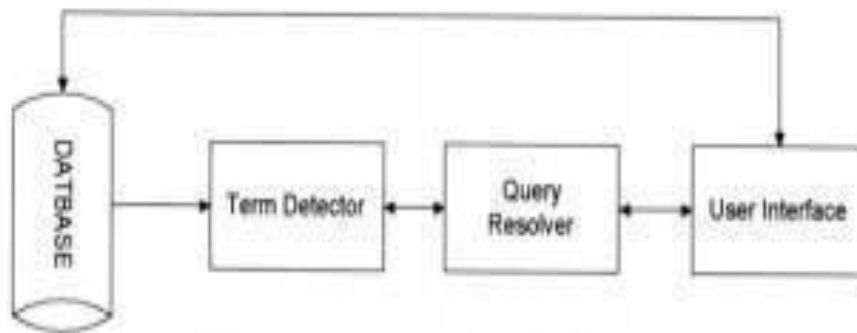 DATBASE
Term Detector
Query
Resolver
User Interface